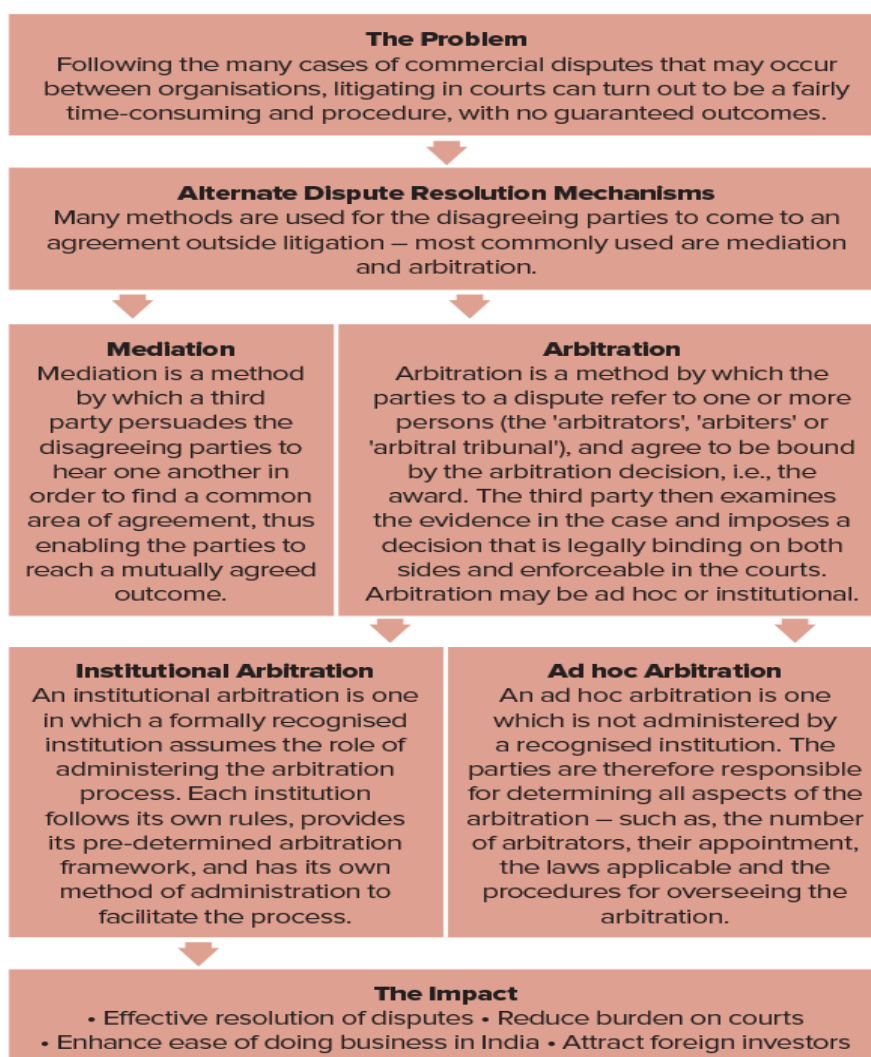 The Problem
Following the many cases of commercial disputes that may occur
between organisations, litigating in courts can turn out to be a fairly
time-consuming and procedure, with no guaranteed outcomes.
Alternate Dispute Resolution Mechanisms
Many methods are used for the disagreeing parties to come to an
agreement outside litigation – most commonly used are mediation
and arbitration.
Mediation
Mediation is a method
by which a third
party persuades the
disagreeing parties to
hear one another in
order to find a common
area of agreement, thus
enabling the parties to
reach a mutually agreed
outcome.
Arbitration
Arbitration is a method by which the
parties to a dispute refer to one or more
persons (the 'arbitrators', 'arbiters' or
'arbitral tribunal'), and agree to be bound
by the arbitration decision, i.e., the
award. The third party then examines
the evidence in the case and imposes a
decision that is legally binding on both
sides and enforceable in the courts.
Arbitration may be ad hoc or institutional.
Institutional Arbitration
An institutional arbitration is one
in which a formally recognised
institution assumes the role of
administering the arbitration
process. Each institution
follows its own rules, provides
its pre-determined arbitration
framework, and has its own
method of administration to
facilitate the process.
Ad hoc Arbitration
An ad hoc arbitration is one
which is not administered by
a recognised institution. The
parties are therefore responsible
for determining all aspects of the
arbitration – such as, the number
of arbitrators, their appointment,
the laws applicable and the
procedures for overseeing the
arbitration.
The Impact
• Effective resolution of disputes • Reduce burden on courts
• Enhance ease of doing business in India • Attract foreign investors